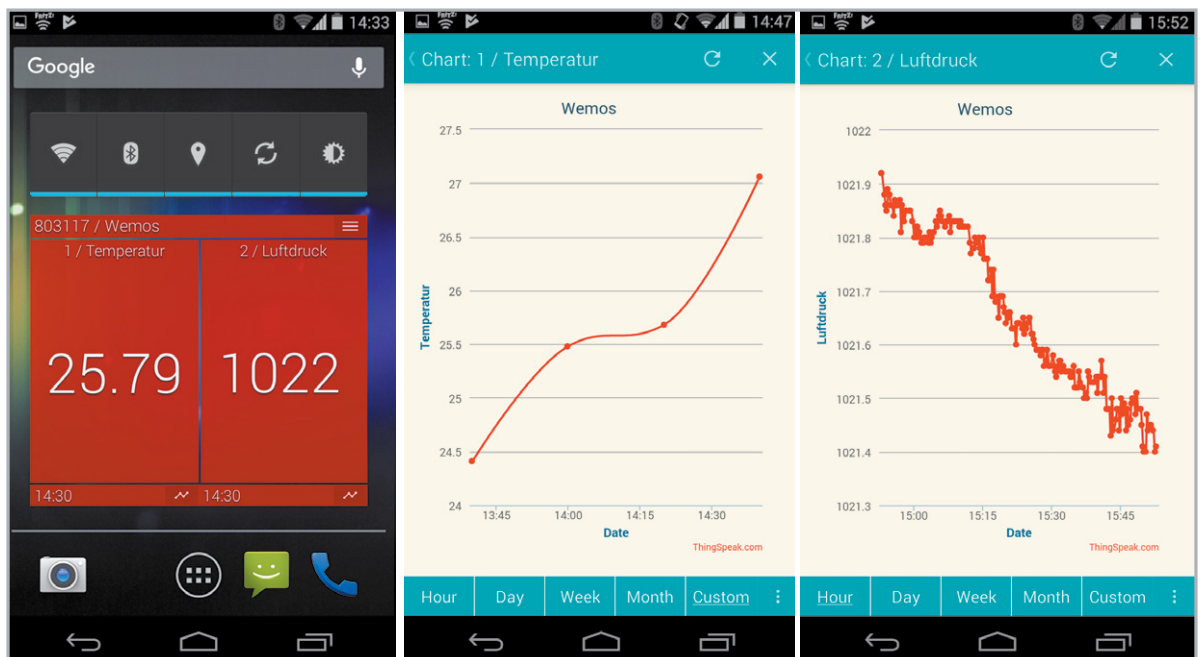 FRITZ!
14:33
Google
803117 / Wemos
1 / Temperatur
2 / Luftdruck
25.79
1022
14:30
14:30
FRITZ!
14:47
Chart: 1 / Temperatur
Wemos
27.5
27
26.5
26
25.5
25
24.5
24
Temperatur
13:45
14:00
14:15
14:30
Date
ThingSpeak.com
Hour
Day
Week
Month
Custom
FRITZ!
15:52
Chart: 2 / Luftdruck
Wemos
1022
1021.9
1021.8
1021.7
1021.6
1021.5
1021.4
1021.3
Luftdruck
15:00
15:15
15:30
15:45
Date
ThingSpeak.com
Hour
Day
Week
Month
Custom